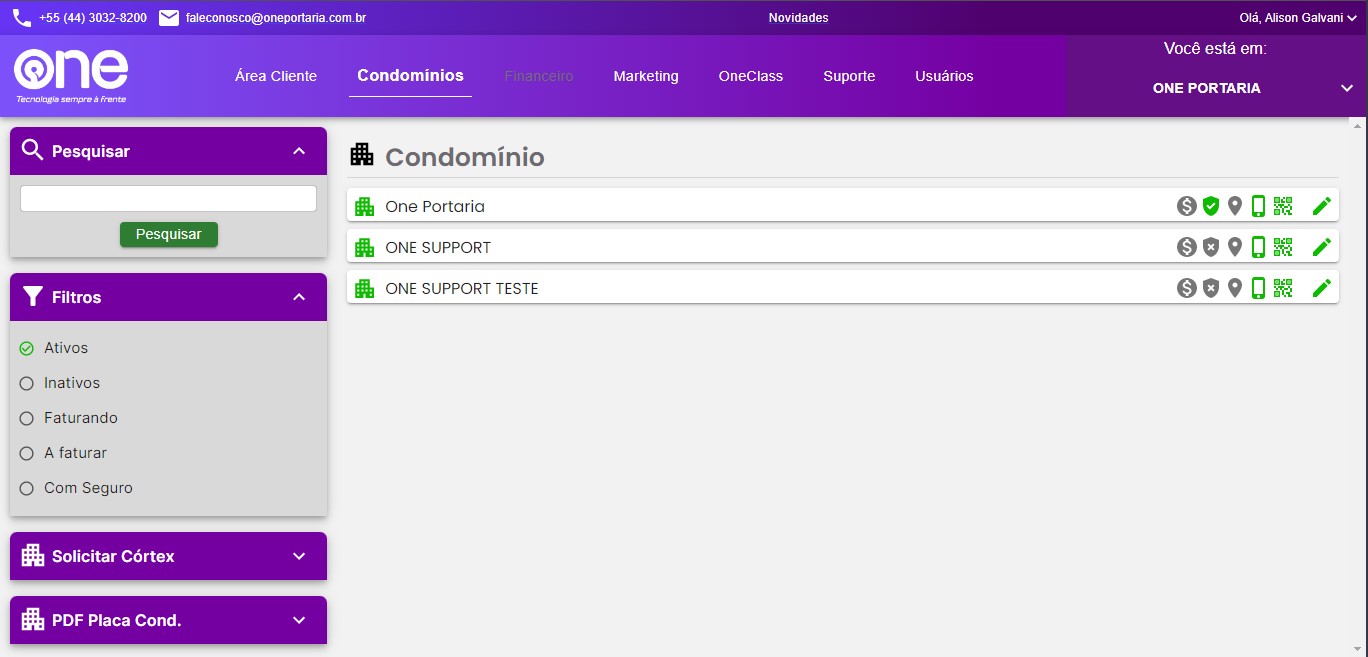 +55 (44) 3032-8200 faleconosco@oneportaria.com.br Novidades Olá, Alison Galvani
one
Tecnologia sempre à frente
Área Cliente Condomínios Financeiro Marketing OneClass Suporte Usuários
Você está em:
ONE PORTARIA
Pesquisar
Pesquisar
Filtros
Ativos
Inativos
Faturando
A faturar
Com Seguro
Solicitar Córtex
PDF Placa Cond.
Condomínio
One Portaria
ONE SUPPORT
ONE SUPPORT TESTE